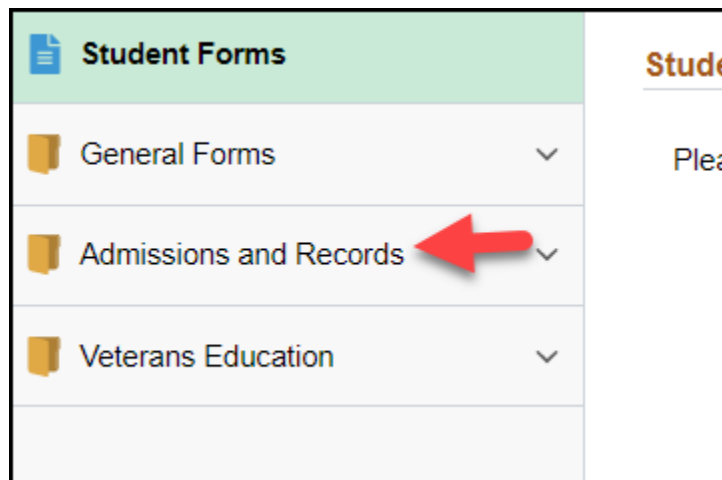 Student Forms
General Forms
Admissions and Records
Veterans Education